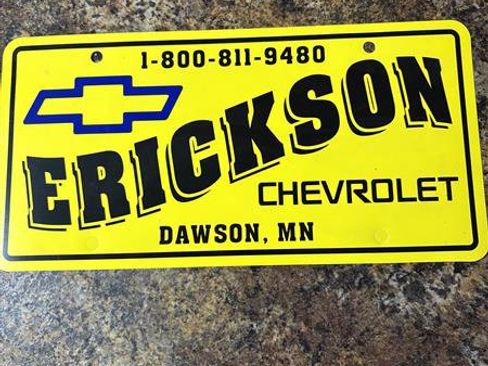 1-800-811-9480
ERICKSON
CHEVROLET
DAWSON, MN